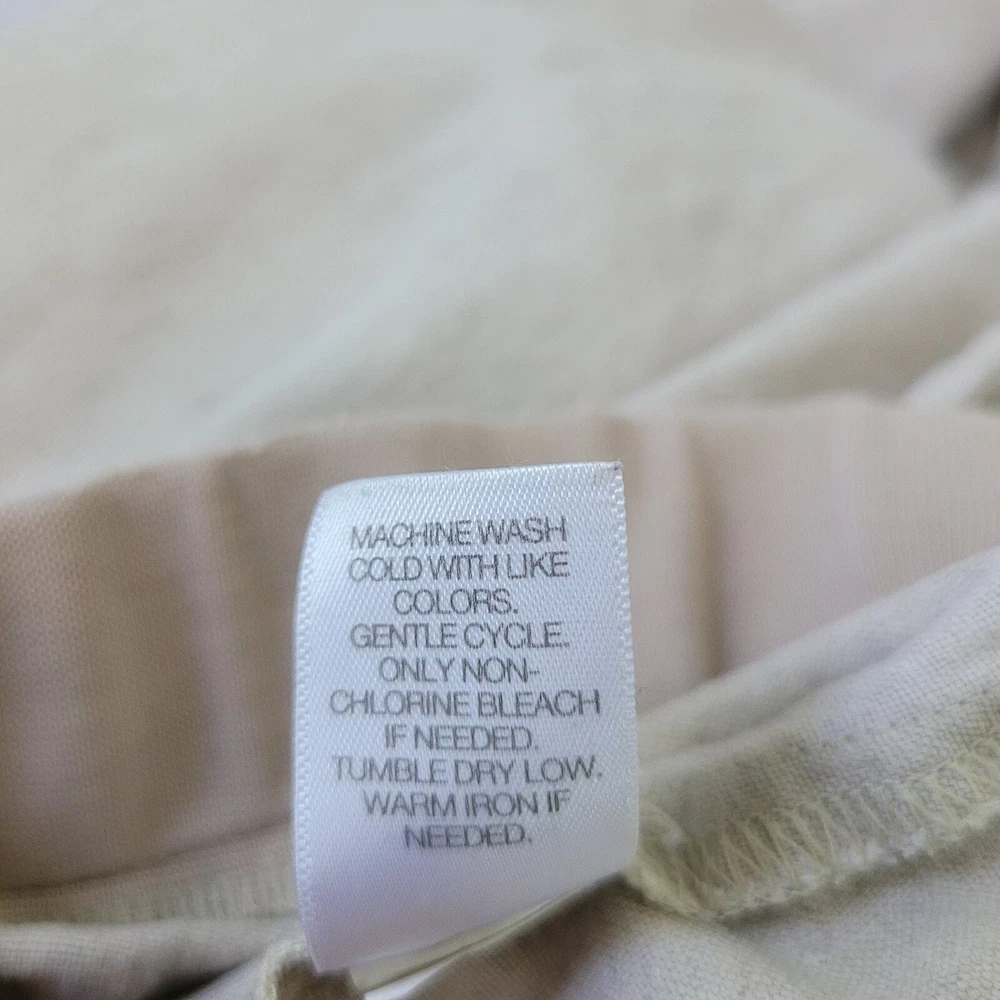 MACHINE WASH
COLD WITH LIKE
COLORS.
GENTLE CYCLE.
ONLY NON-
CHLORINE BLEACH
IF NEEDED.
TUMBLE DRY LOW.
WARM IRON IF
NEEDED.